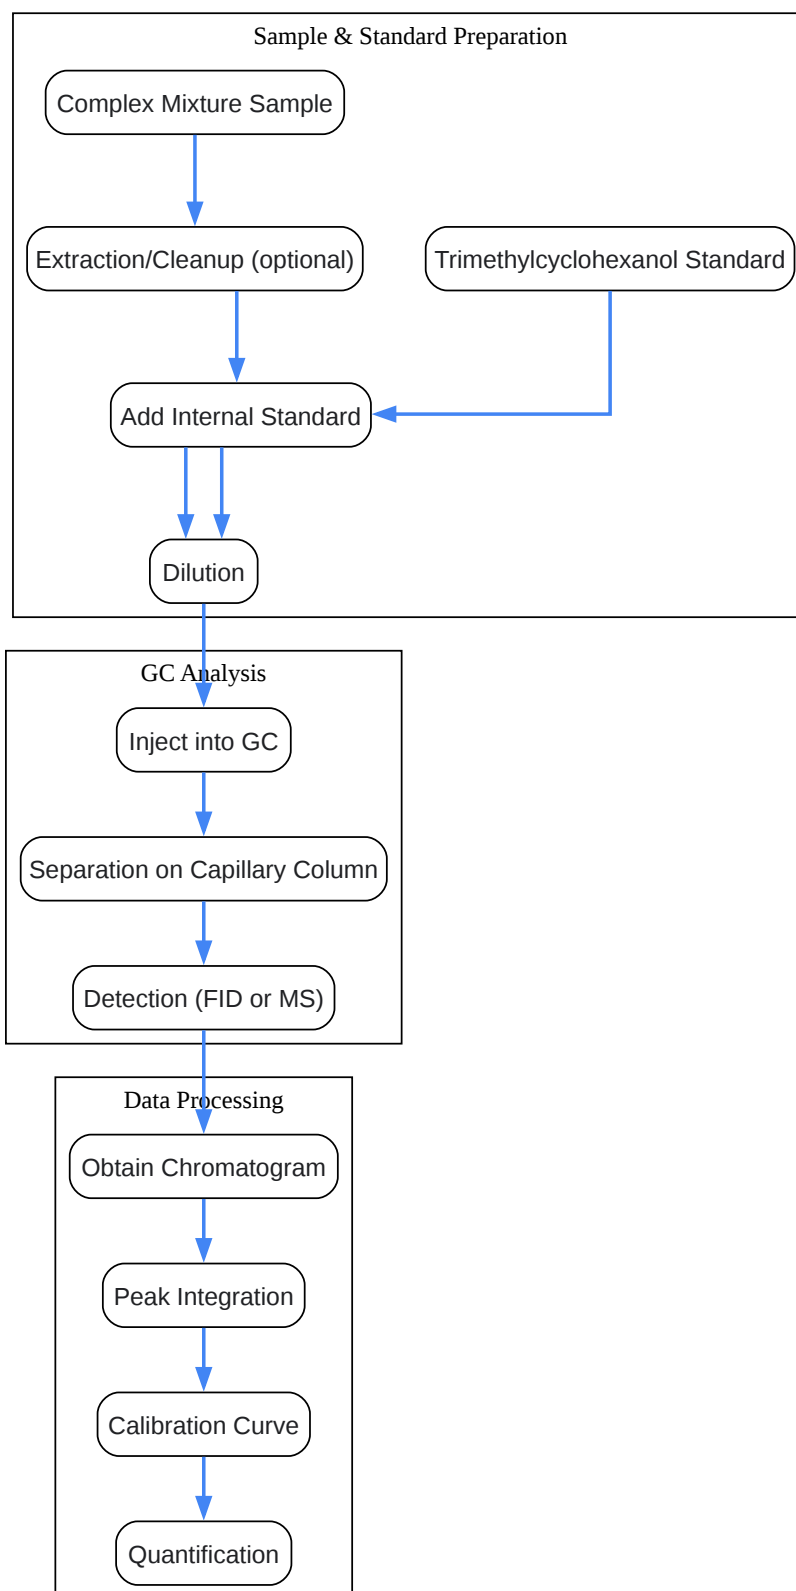 Sample & Standard Preparation
Complex Mixture Sample
Extraction/Cleanup (optional)
Trimethylcyclohexanol Standard
Add Internal Standard
Dilution
GC Analysis
Inject into GC
Separation on Capillary Column
Detection (FID or MS)
Data Processing
Obtain Chromatogram
Peak Integration
Calibration Curve
Quantification